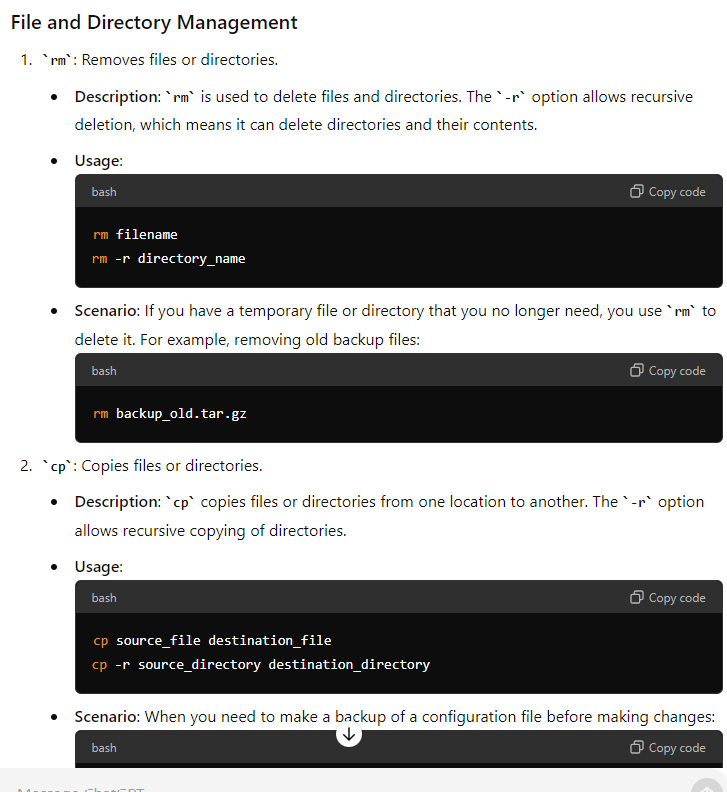 File and Directory Management
1. `rm`: Removes files or directories.
• Description: `rm` is used to delete files and directories. The `-r` option allows recursive
deletion, which means it can delete directories and their contents.
• Usage:
bash Copy code
rm filename
rm -r directory_name
• Scenario: If you have a temporary file or directory that you no longer need, you use `rm` to
delete it. For example, removing old backup files:
bash Copy code
rm backup_old.tar.gz
2. `cp`: Copies files or directories.
• Description: `cp` copies files or directories from one location to another. The `-r` option
allows recursive copying of directories.
• Usage:
bash Copy code
cp source_file destination_file
cp -r source_directory destination_directory
• Scenario: When you need to make a backup of a configuration file before making changes:
bash Copy code
Message ChatGPT